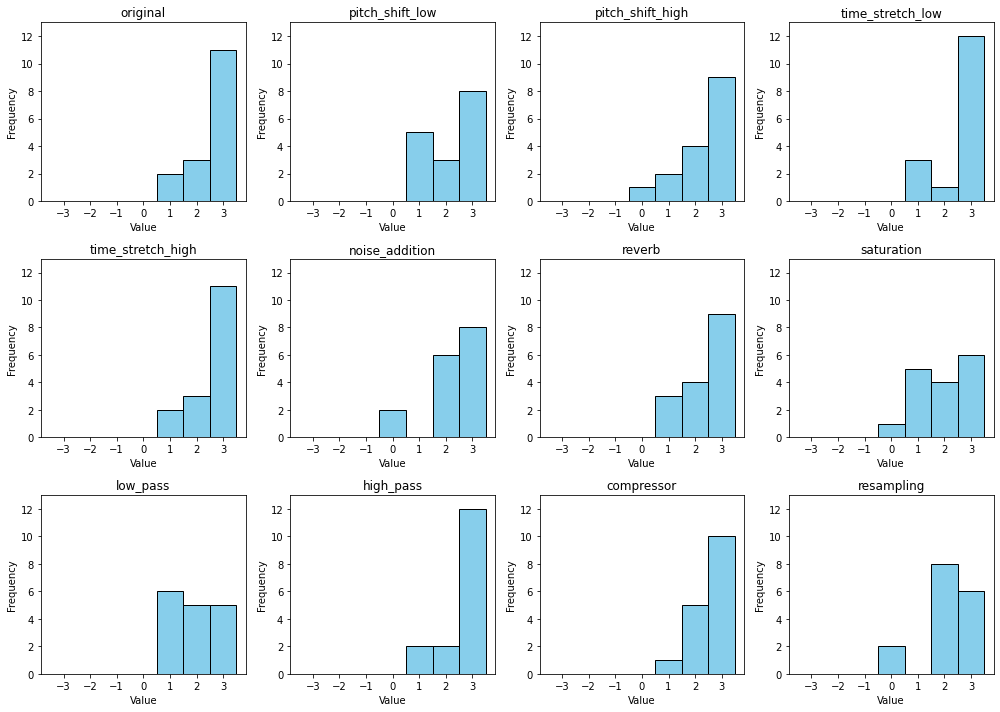 original
pitch_shift_low
pitch_shift_high
time_stretch_low
Frequency
12
10
8
6
4
2
0
−3 −2 −1 0 1 2 3
Value
Frequency
12
10
8
6
4
2
0
−3 −2 −1 0 1 2 3
Value
Frequency
12
10
8
6
4
2
0
−3 −2 −1 0 1 2 3
Value
Frequency
12
10
8
6
4
2
0
−3 −2 −1 0 1 2 3
Value
time_stretch_high
noise_addition
reverb
saturation
Frequency
12
10
8
6
4
2
0
−3 −2 −1 0 1 2 3
Value
Frequency
12
10
8
6
4
2
0
−3 −2 −1 0 1 2 3
Value
Frequency
12
10
8
6
4
2
0
−3 −2 −1 0 1 2 3
Value
Frequency
12
10
8
6
4
2
0
−3 −2 −1 0 1 2 3
Value
low_pass
high_pass
compressor
resampling
Frequency
12
10
8
6
4
2
0
−3 −2 −1 0 1 2 3
Value
Frequency
12
10
8
6
4
2
0
−3 −2 −1 0 1 2 3
Value
Frequency
12
10
8
6
4
2
0
−3 −2 −1 0 1 2 3
Value
Frequency
12
10
8
6
4
2
0
−3 −2 −1 0 1 2 3
Value